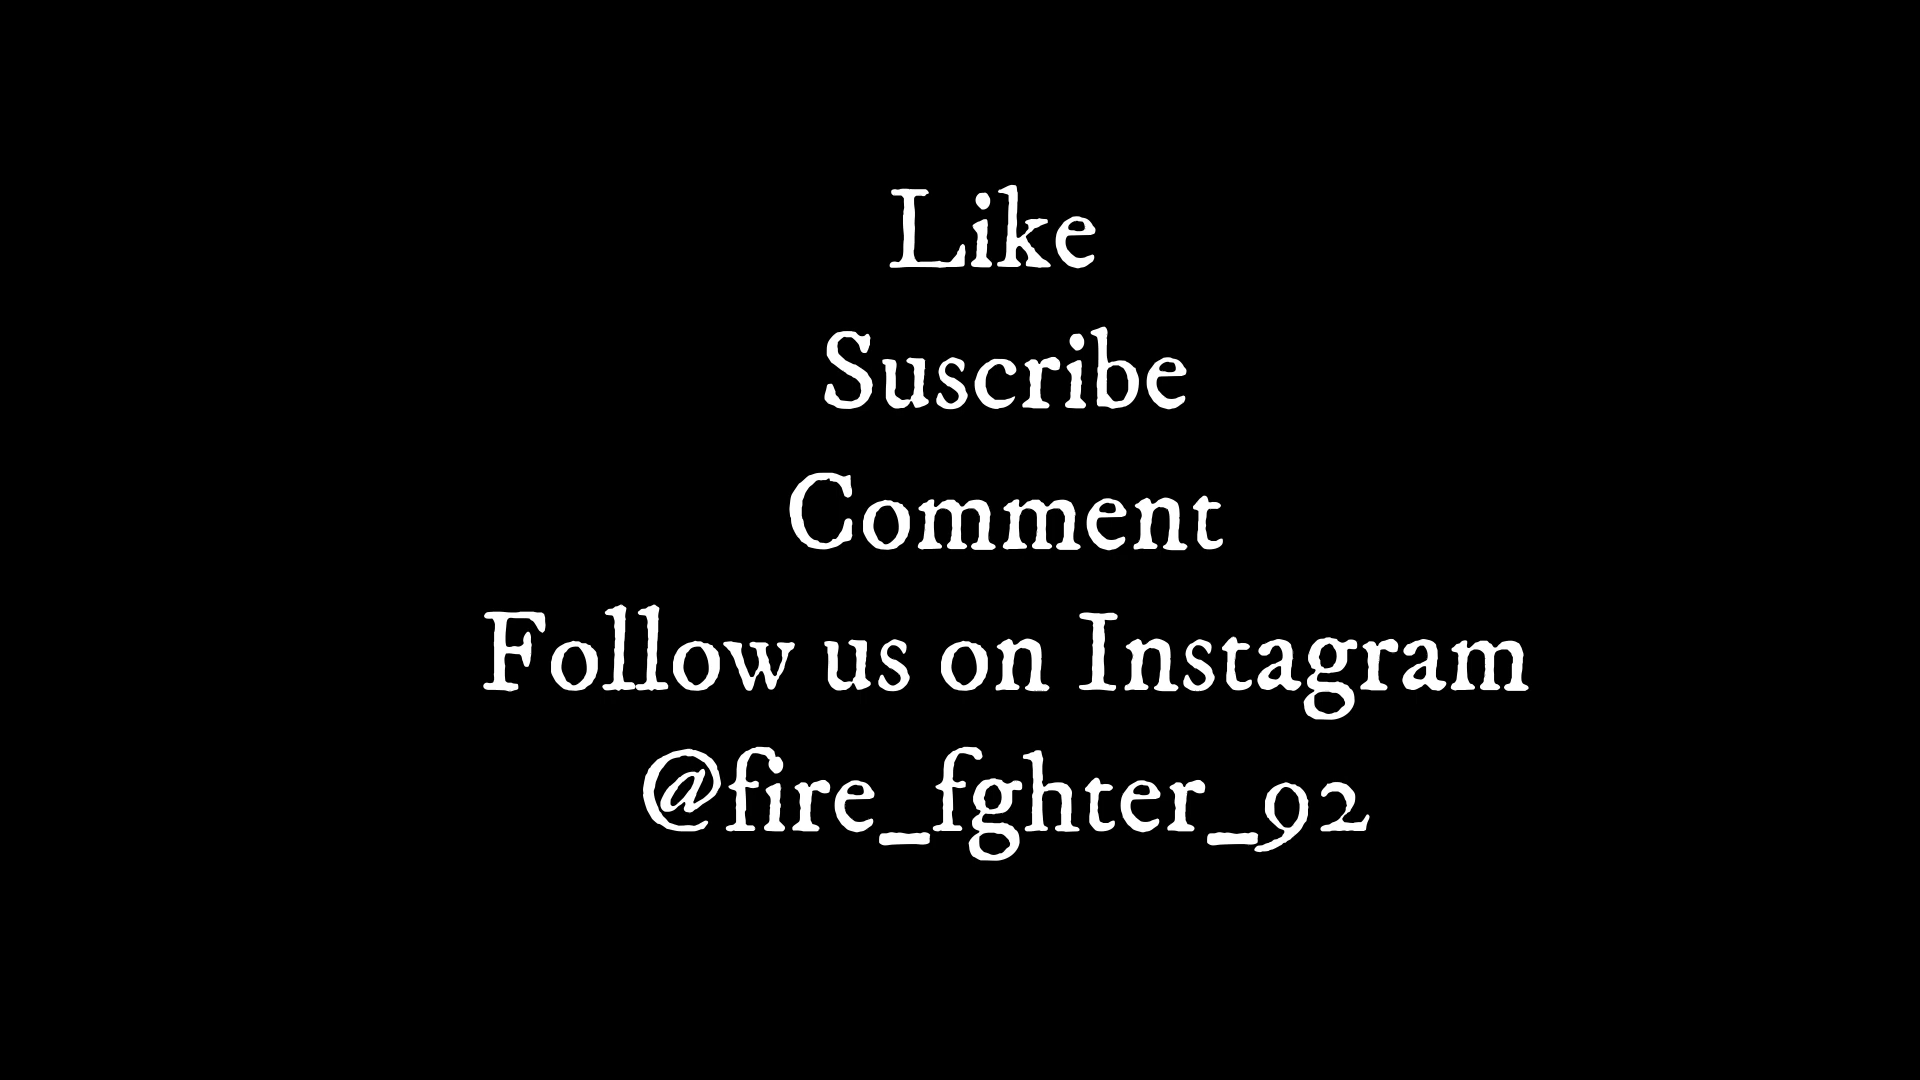 Like
Suscribe
Comment
Follow us on Instagram
@fire_fghter_92